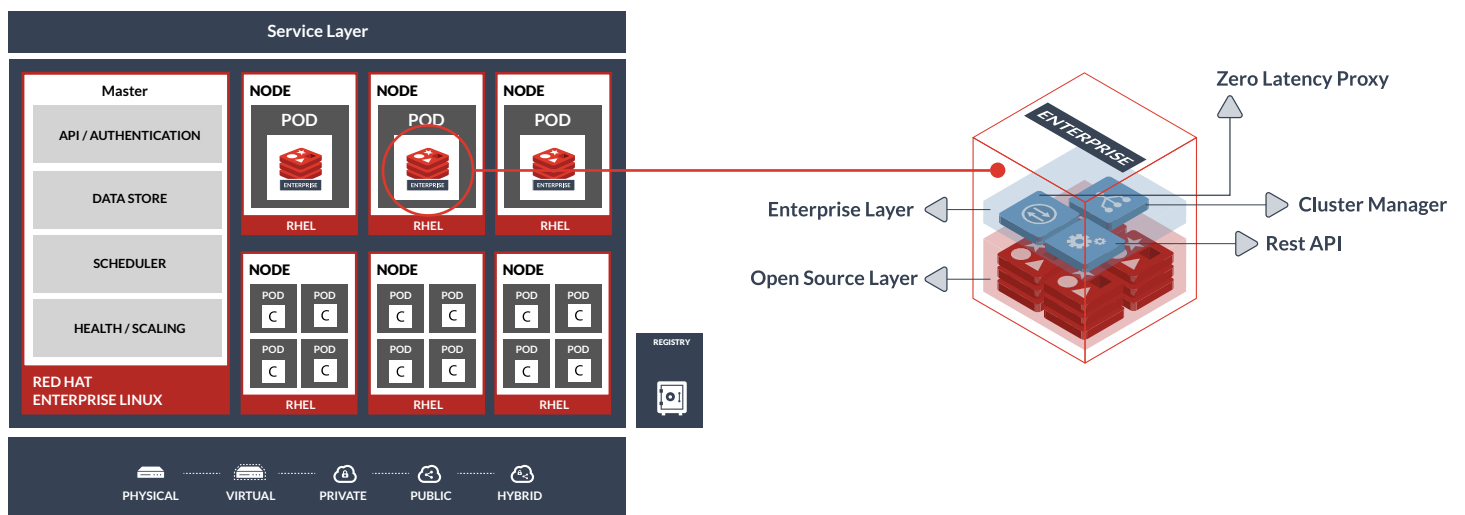 Service Layer
Master
API / AUTHENTICATION
DATA STORE
SCHEDULER
HEALTH / SCALING
RED HAT
ENTERPRISE LINUX
NODE
POD
ENTERPRISE
RHEL
NODE
POD
ENTERPRISE
RHEL
NODE
POD
ENTERPRISE
RHEL
NODE
POD POD
C C
POD POD
C C
RHEL
NODE
POD POD
C C
POD POD
C C
RHEL
NODE
POD POD
C C
POD POD
C C
RHEL
REGISTRY
PHYSICAL VIRTUAL PRIVATE PUBLIC HYBRID
ENTERPRISE
Zero Latency Proxy
Enterprise Layer
Cluster Manager
Rest API
Open Source Layer